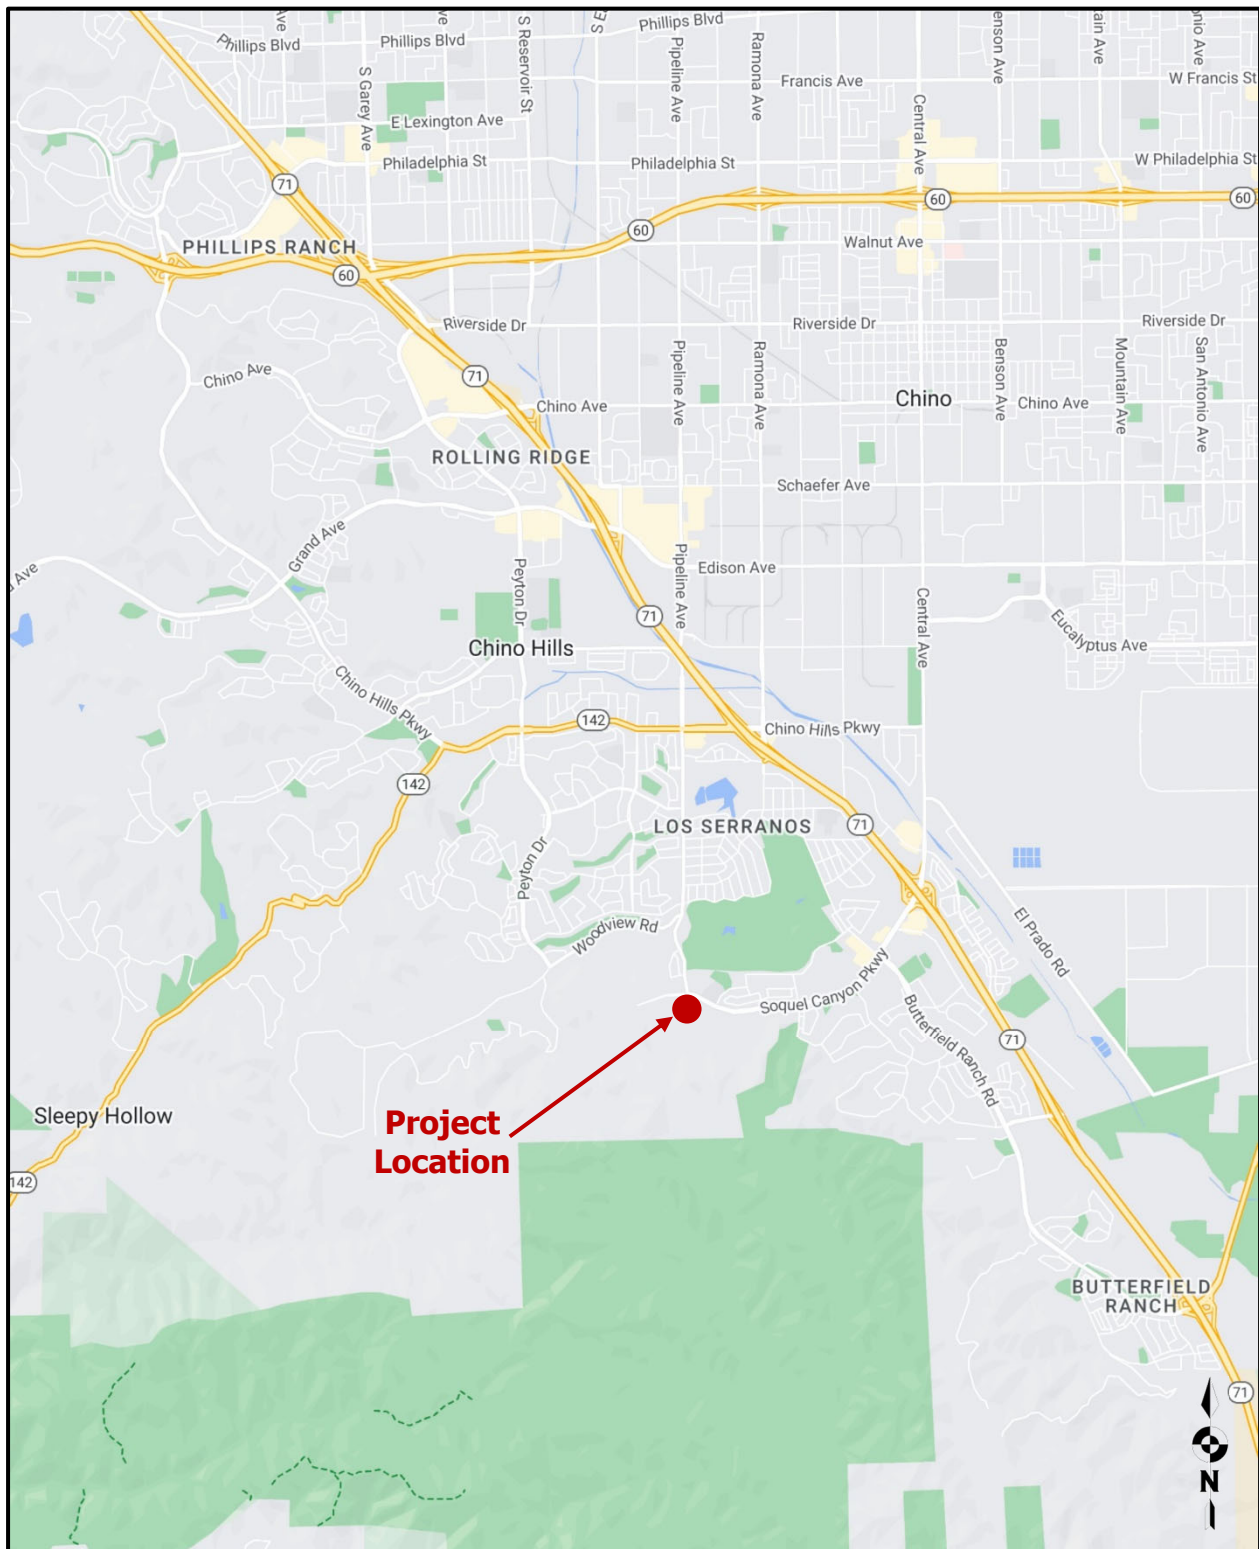 Phillips Blvd
Phillips Blvd
Phillips Blvd
Ave
S Garey Ave
S Reservoir St
Pipeline Ave
Ramona Ave
Francis Ave
Central Ave
W Francis St
E Lexington Ave
Philadelphia St
Philadelphia St
W Philadelphia St
71
60
60
60
60
PHILLIPS RANCH
Walnut Ave
Riverside Dr
Riverside Dr
Riverside Dr
Pipeline Ave
Ramona Ave
Benson Ave
Mountain Ave
San Antonio Ave
Chino Ave
71
Chino Ave
Chino
Chino Ave
ROLLING RIDGE
Schaefer Ave
Grand Ave
Peyton Dr
Pipeline Ave
Edison Ave
Ave
Central Ave
Eucalyptus Ave
71
Chino Hills
Chino Hills Pkwy
142
Chino Hills Pkwy
142
LOS SERRANOS
71
Peyton Dr
Woodview Rd
El Prado Rd
Soquel Canyon Pkwy
Butterfield Ranch Rd
71
Sleepy Hollow
Project
Location
142
BUTTERFIELD
RANCH
71
N